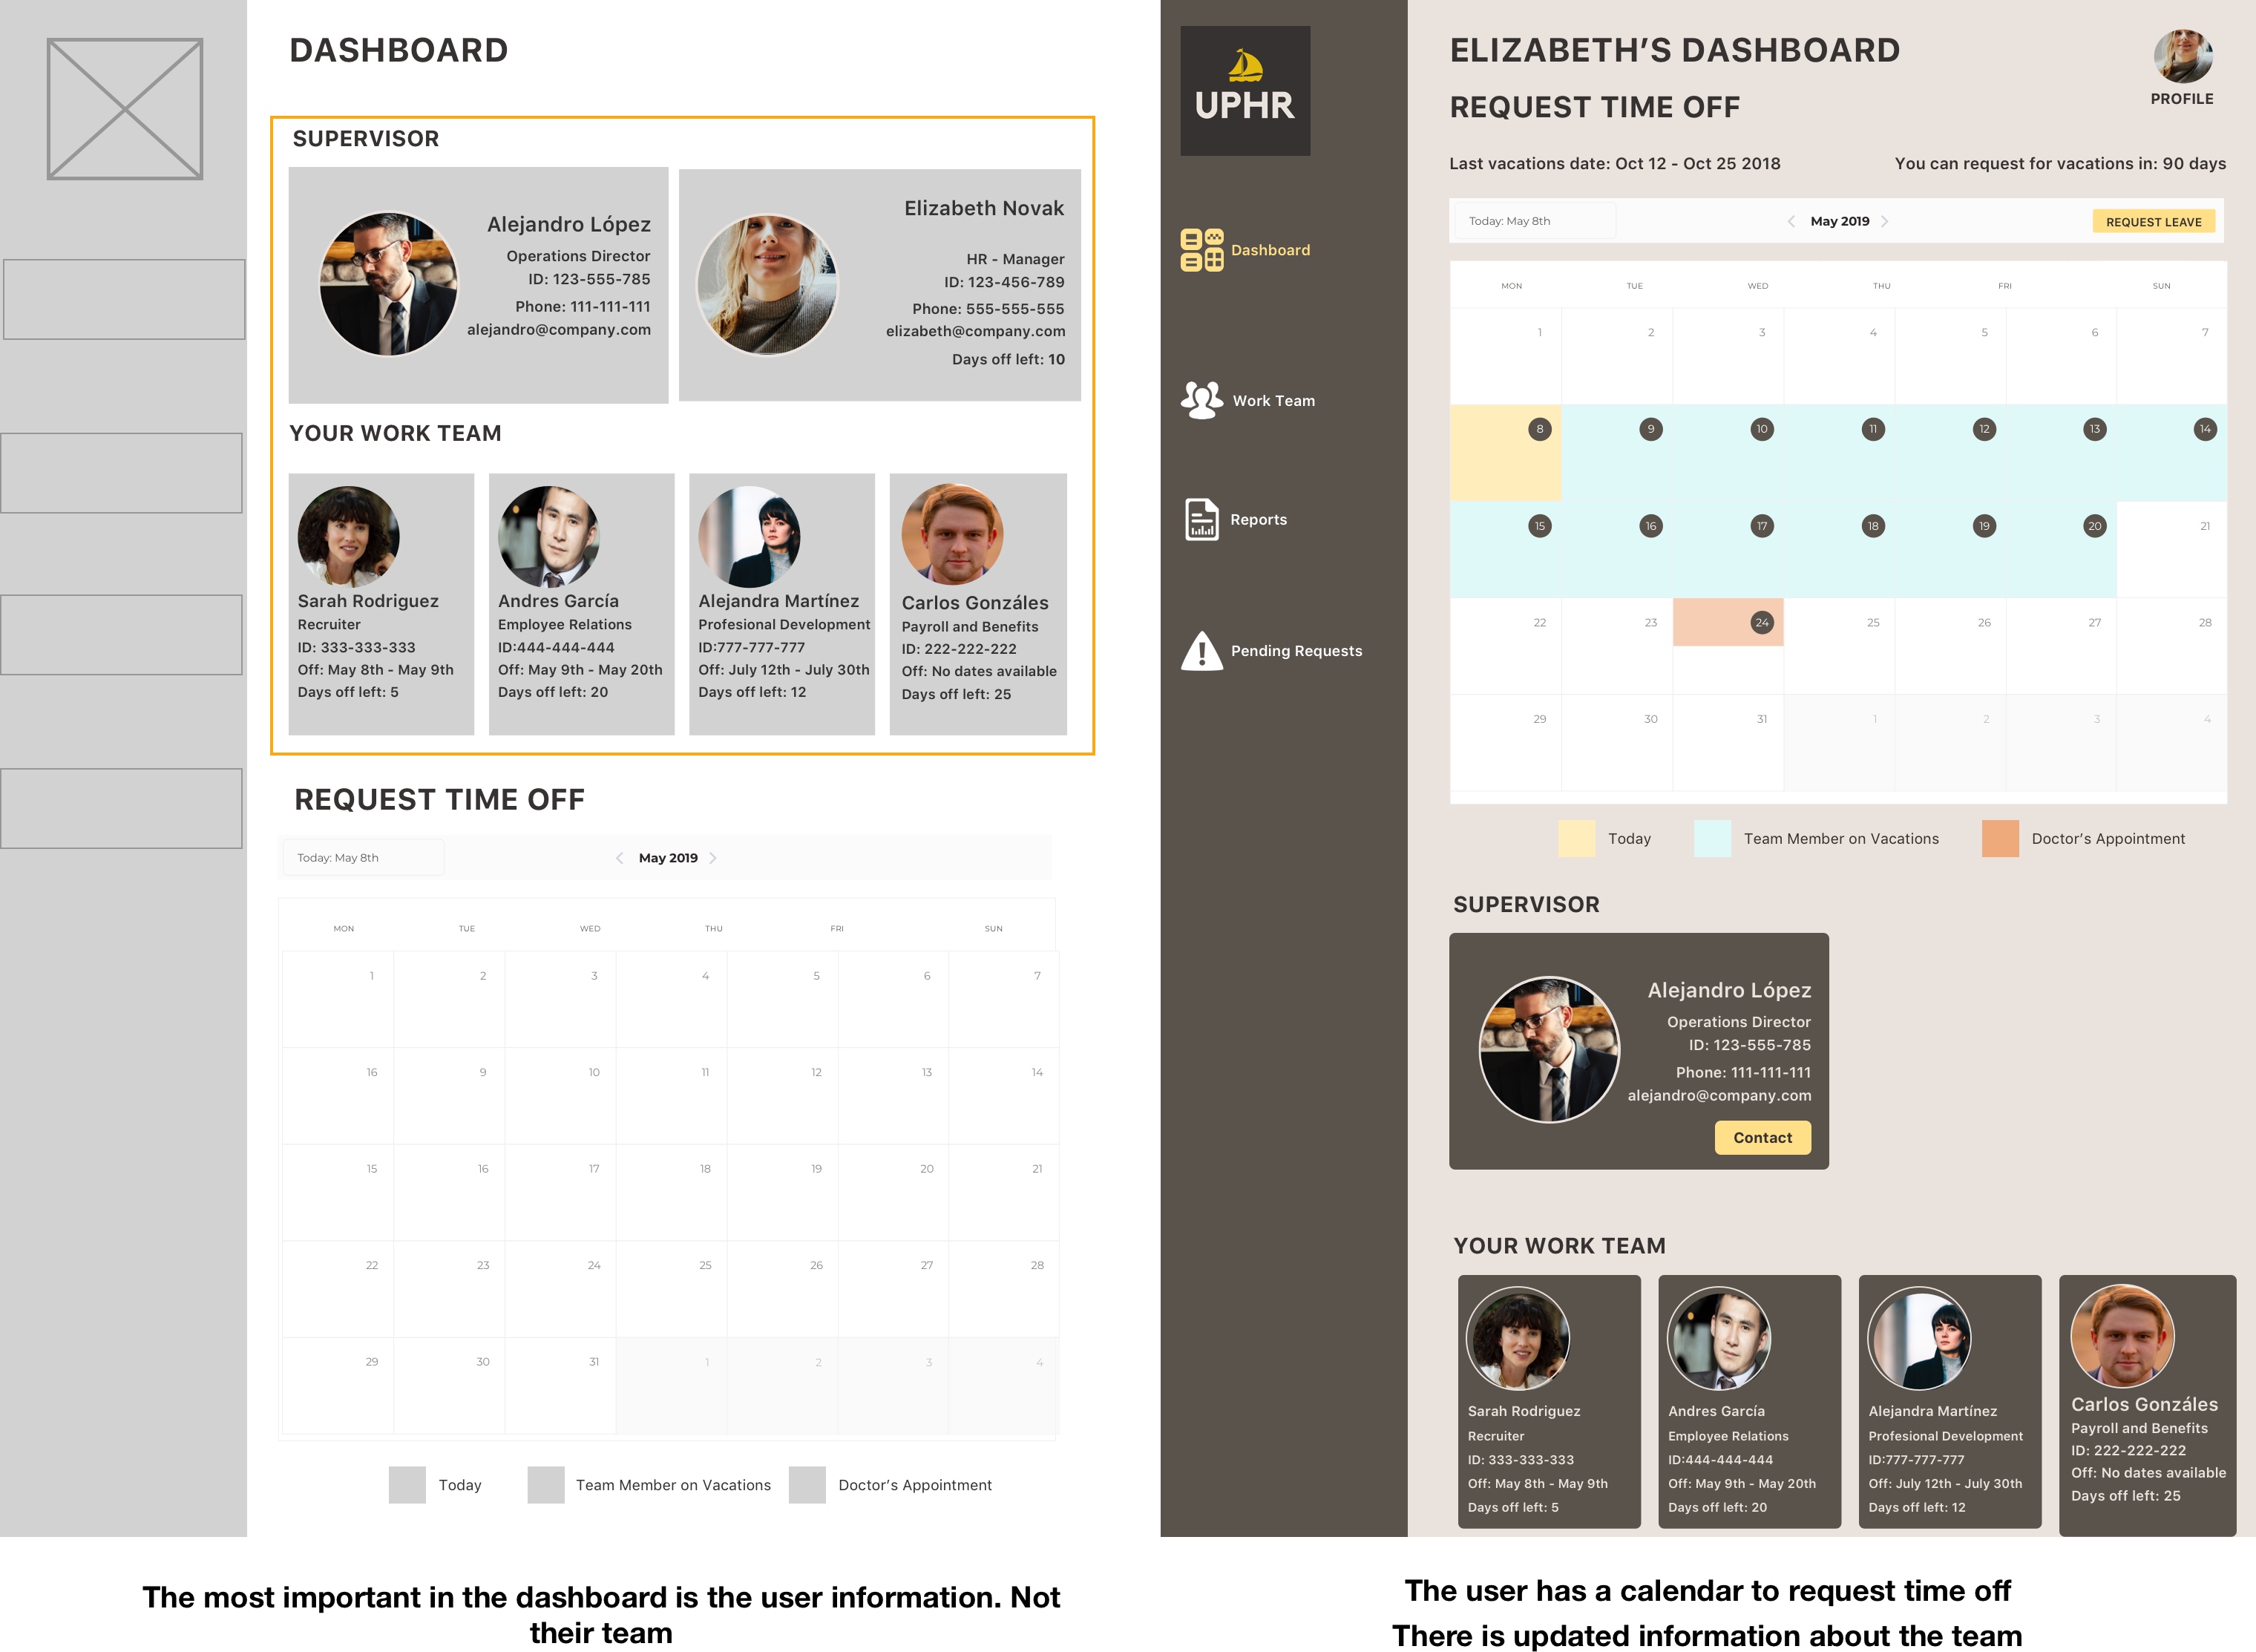 DASHBOARD
SUPERVISOR
Alejandro López
Operations Director
ID: 123-555-785
Phone: 111-111-111
alejandro@company.com
Elizabeth Novak
HR - Manager
ID: 123-456-789
Phone: 555-555-555
elizabeth@company.com
Days off left: 10
YOUR WORK TEAM
Sarah Rodriguez
Recruiter
ID: 333-333-333
Off: May 8th - May 9th
Days off left: 5
Andres García
Employee Relations
ID:444-444-444
Off: May 9th - May 20th
Days off left: 20
Alejandra Martínez
Profesional Development
ID:777-777-777
Off: July 12th - July 30th
Days off left: 12
Carlos Gonzáles
Payroll and Benefits
ID: 222-222-222
Off: No dates available
Days off left: 25
REQUEST TIME OFF
Today: May 8th
May 2019
MON TUE WED THU FRI SUN
1 2 3 4 5 6 7
16 9 10 11 12 13 14
15 16 17 18 19 20 21
22 23 24 25 26 27 28
29 30 31 1 2 3 4
Today
Team Member on Vacations
Doctor's Appointment
The most important in the dashboard is the user information. Not
their team
UPHR
Dashboard
Work Team
Reports
Pending Requests
ELIZABETH'S DASHBOARD
PROFILE
REQUEST TIME OFF
Last vacations date: Oct 12 - Oct 25 2018
You can request for vacations in: 90 days
Today: May 8th
May 2019
REQUEST LEAVE
MON TUE WED THU FRI SUN
1 2 3 4 5 6 7
8 9 10 11 12 13 14
15 16 17 18 19 20 21
22 23 24 25 26 27 28
29 30 31 1 2 3 4
Today
Team Member on Vacations
Doctor's Appointment
SUPERVISOR
Alejandro López
Operations Director
ID: 123-555-785
Phone: 111-111-111
alejandro@company.com
Contact
YOUR WORK TEAM
Sarah Rodriguez
Recruiter
ID: 333-333-333
Off: May 8th - May 9th
Days off left: 5
Andres García
Employee Relations
ID:444-444-444
Off: May 9th - May 20th
Days off left: 20
Alejandra Martínez
Profesional Development
ID:777-777-777
Off: July 12th - July 30th
Days off left: 12
Carlos Gonzáles
Payroll and Benefits
ID: 222-222-222
Off: No dates available
Days off left: 25
The user has a calendar to request time off
There is updated information about the team